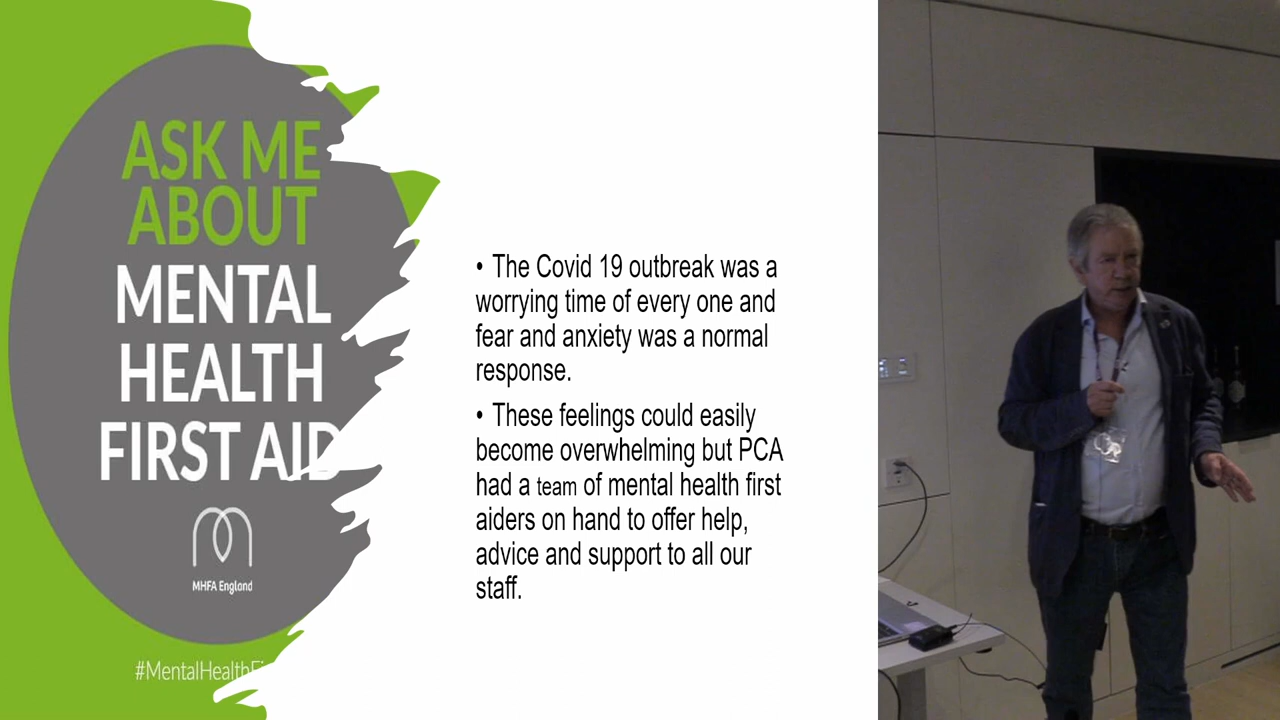 ASK ME
ABOUT
MENTAL
HEALTH
FIRST AID
MHFA England
• The Covid 19 outbreak was a
worrying time of every one and
fear and anxiety was a normal
response.
• These feelings could easily
become overwhelming but PCA
had a team of mental health first
aiders on hand to offer help,
advice and support to all our
staff.